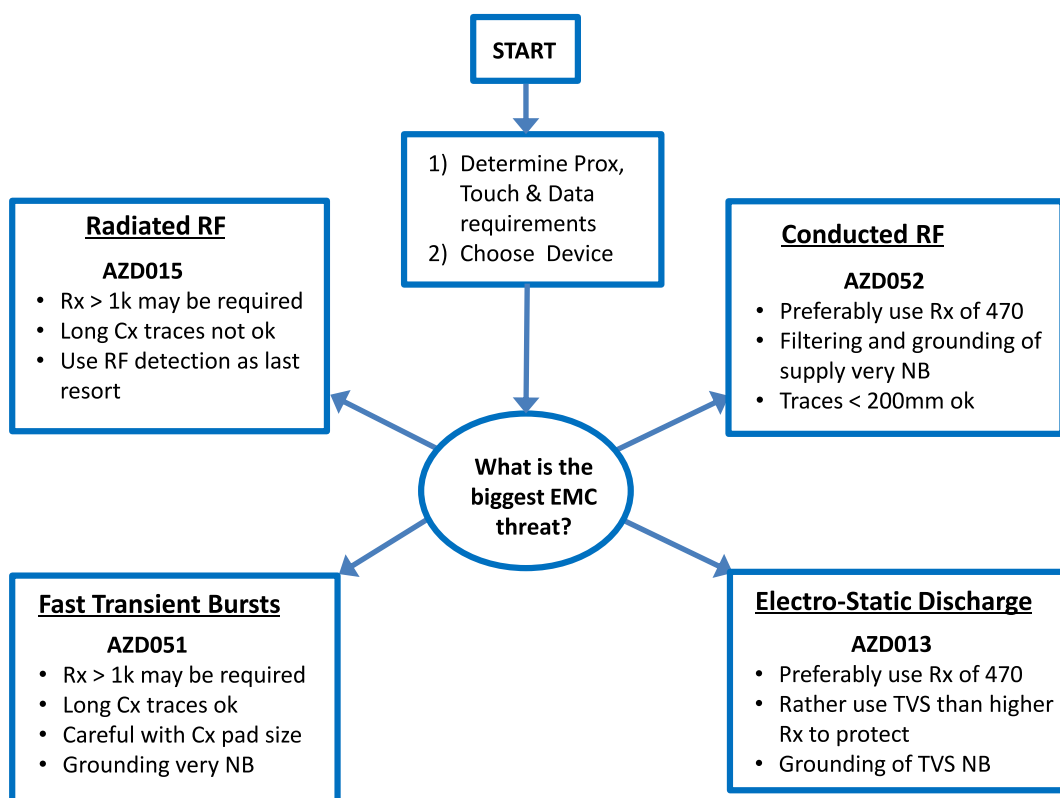 START
1) Determine Prox,
Touch & Data
requirements
2) Choose Device
Radiated RF
AZD015
• Rx > 1k may be required
• Long Cx traces not ok
• Use RF detection as last
resort
Conducted RF
AZD052
• Preferably use Rx of 470
• Filtering and grounding of
supply very NB
• Traces < 200mm ok
What is the
biggest EMC
threat?
Fast Transient Bursts
AZD051
• Rx > 1k may be required
• Long Cx traces ok
• Careful with Cx pad size
• Grounding very NB
Electro-Static Discharge
AZD013
• Preferably use Rx of 470
• Rather use TVS than higher
Rx to protect
• Grounding of TVS NB